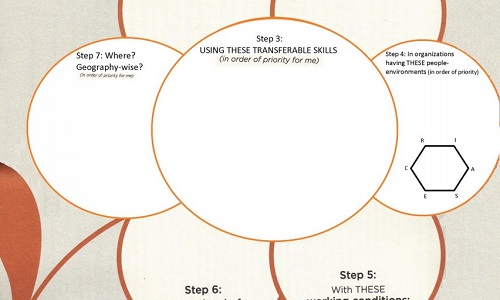 Step 3:
USING THESE TRANSFERABLE SKILLS
(in order of priority for me)
Step 7: Where?
Geography-wise?
(in order of priority for me)
Step 4: In organizations
having THESE people-
environments (in order of priority)
R I
C A
E S
Step 6:
Step 5:
With THESE
working conditions: